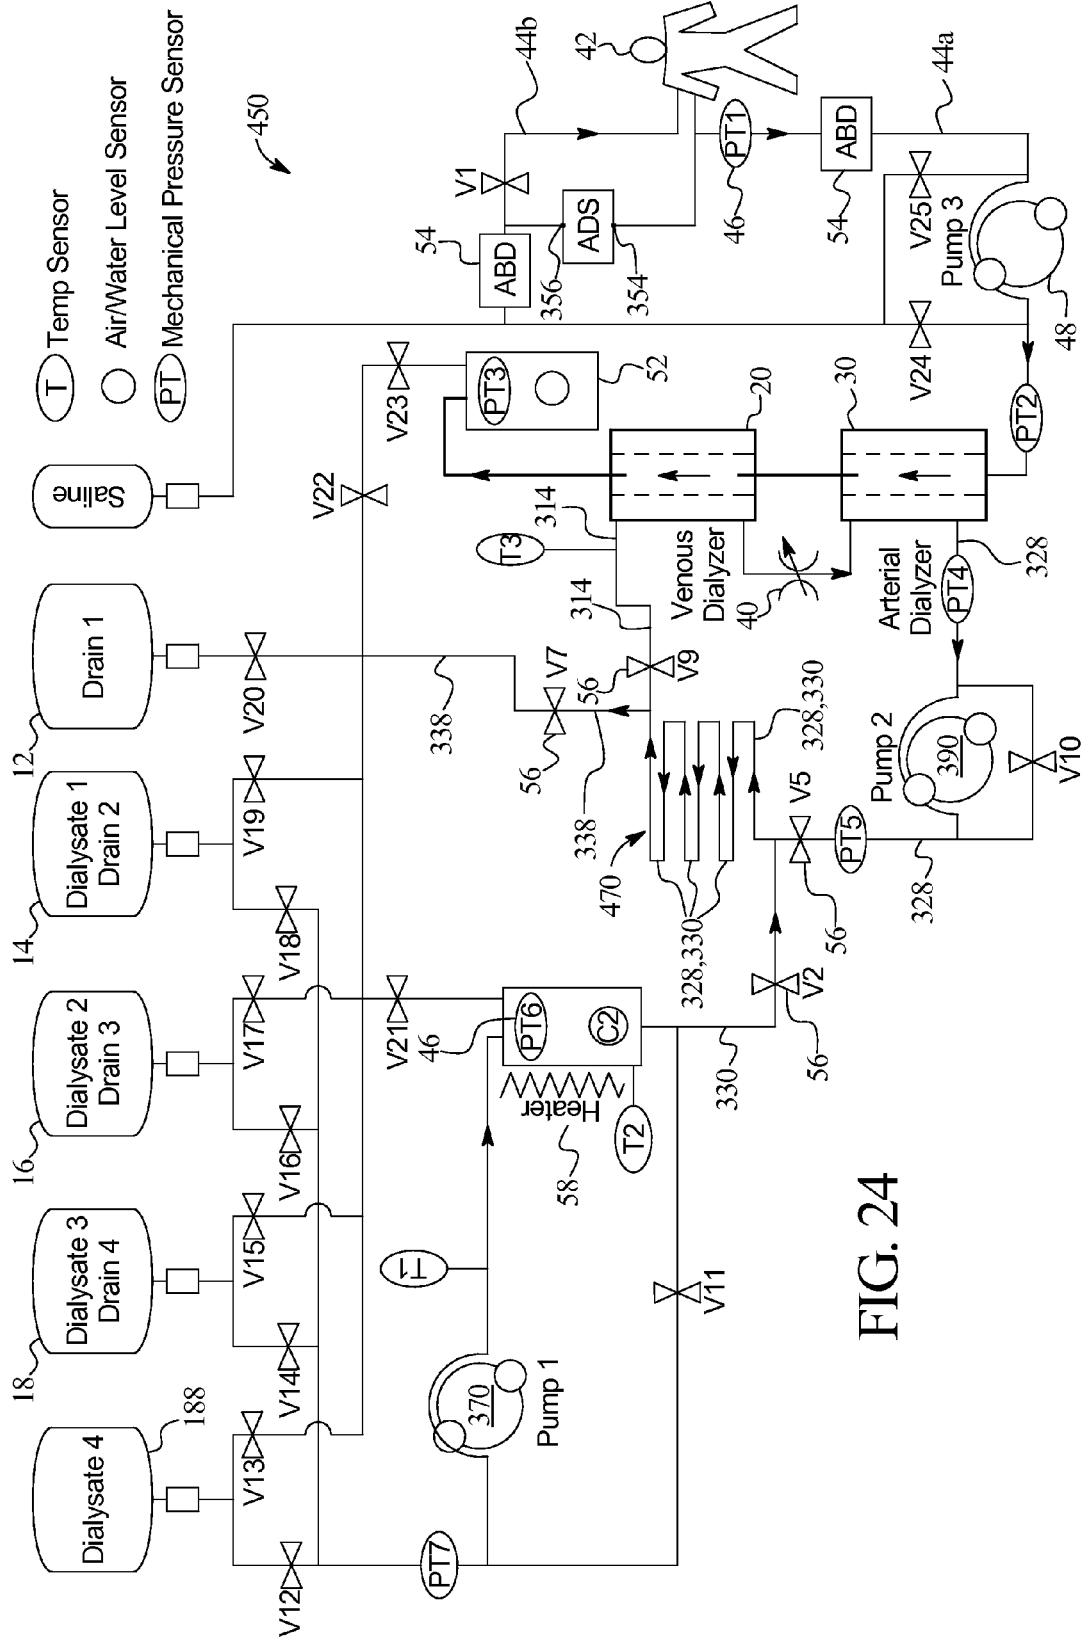 T Temp Sensor
Air/Water Level Sensor
PT Mechanical Pressure Sensor
450
Saline
Drain 1
12
Dialysate 1
Drain 2
14
Dialysate 2
Drain 3
16
Dialysate 3
Drain 4
18
Dialysate 4
188
V20
V19
V18
V17
V16
V15
V14
V13
V12
V22
V23
V21
V1
54
ABD
44b
42
356
ADS
354
PT1
46
ABD
54
44a
V25
Pump 3
48
V24
PT2
PT3
52
20
30
314
T3
314
Venous
Dialyzer
40
Arterial
Dialyzer
PT4
328
338
V7
56
56
V9
338
470
328,330
328,330
Pump 2
390
V10
V5
PT5
56
328
V2
56
330
46
PT6
C2
Heater
58
T2
T1
370
Pump 1
V11
PT7
FIG. 24